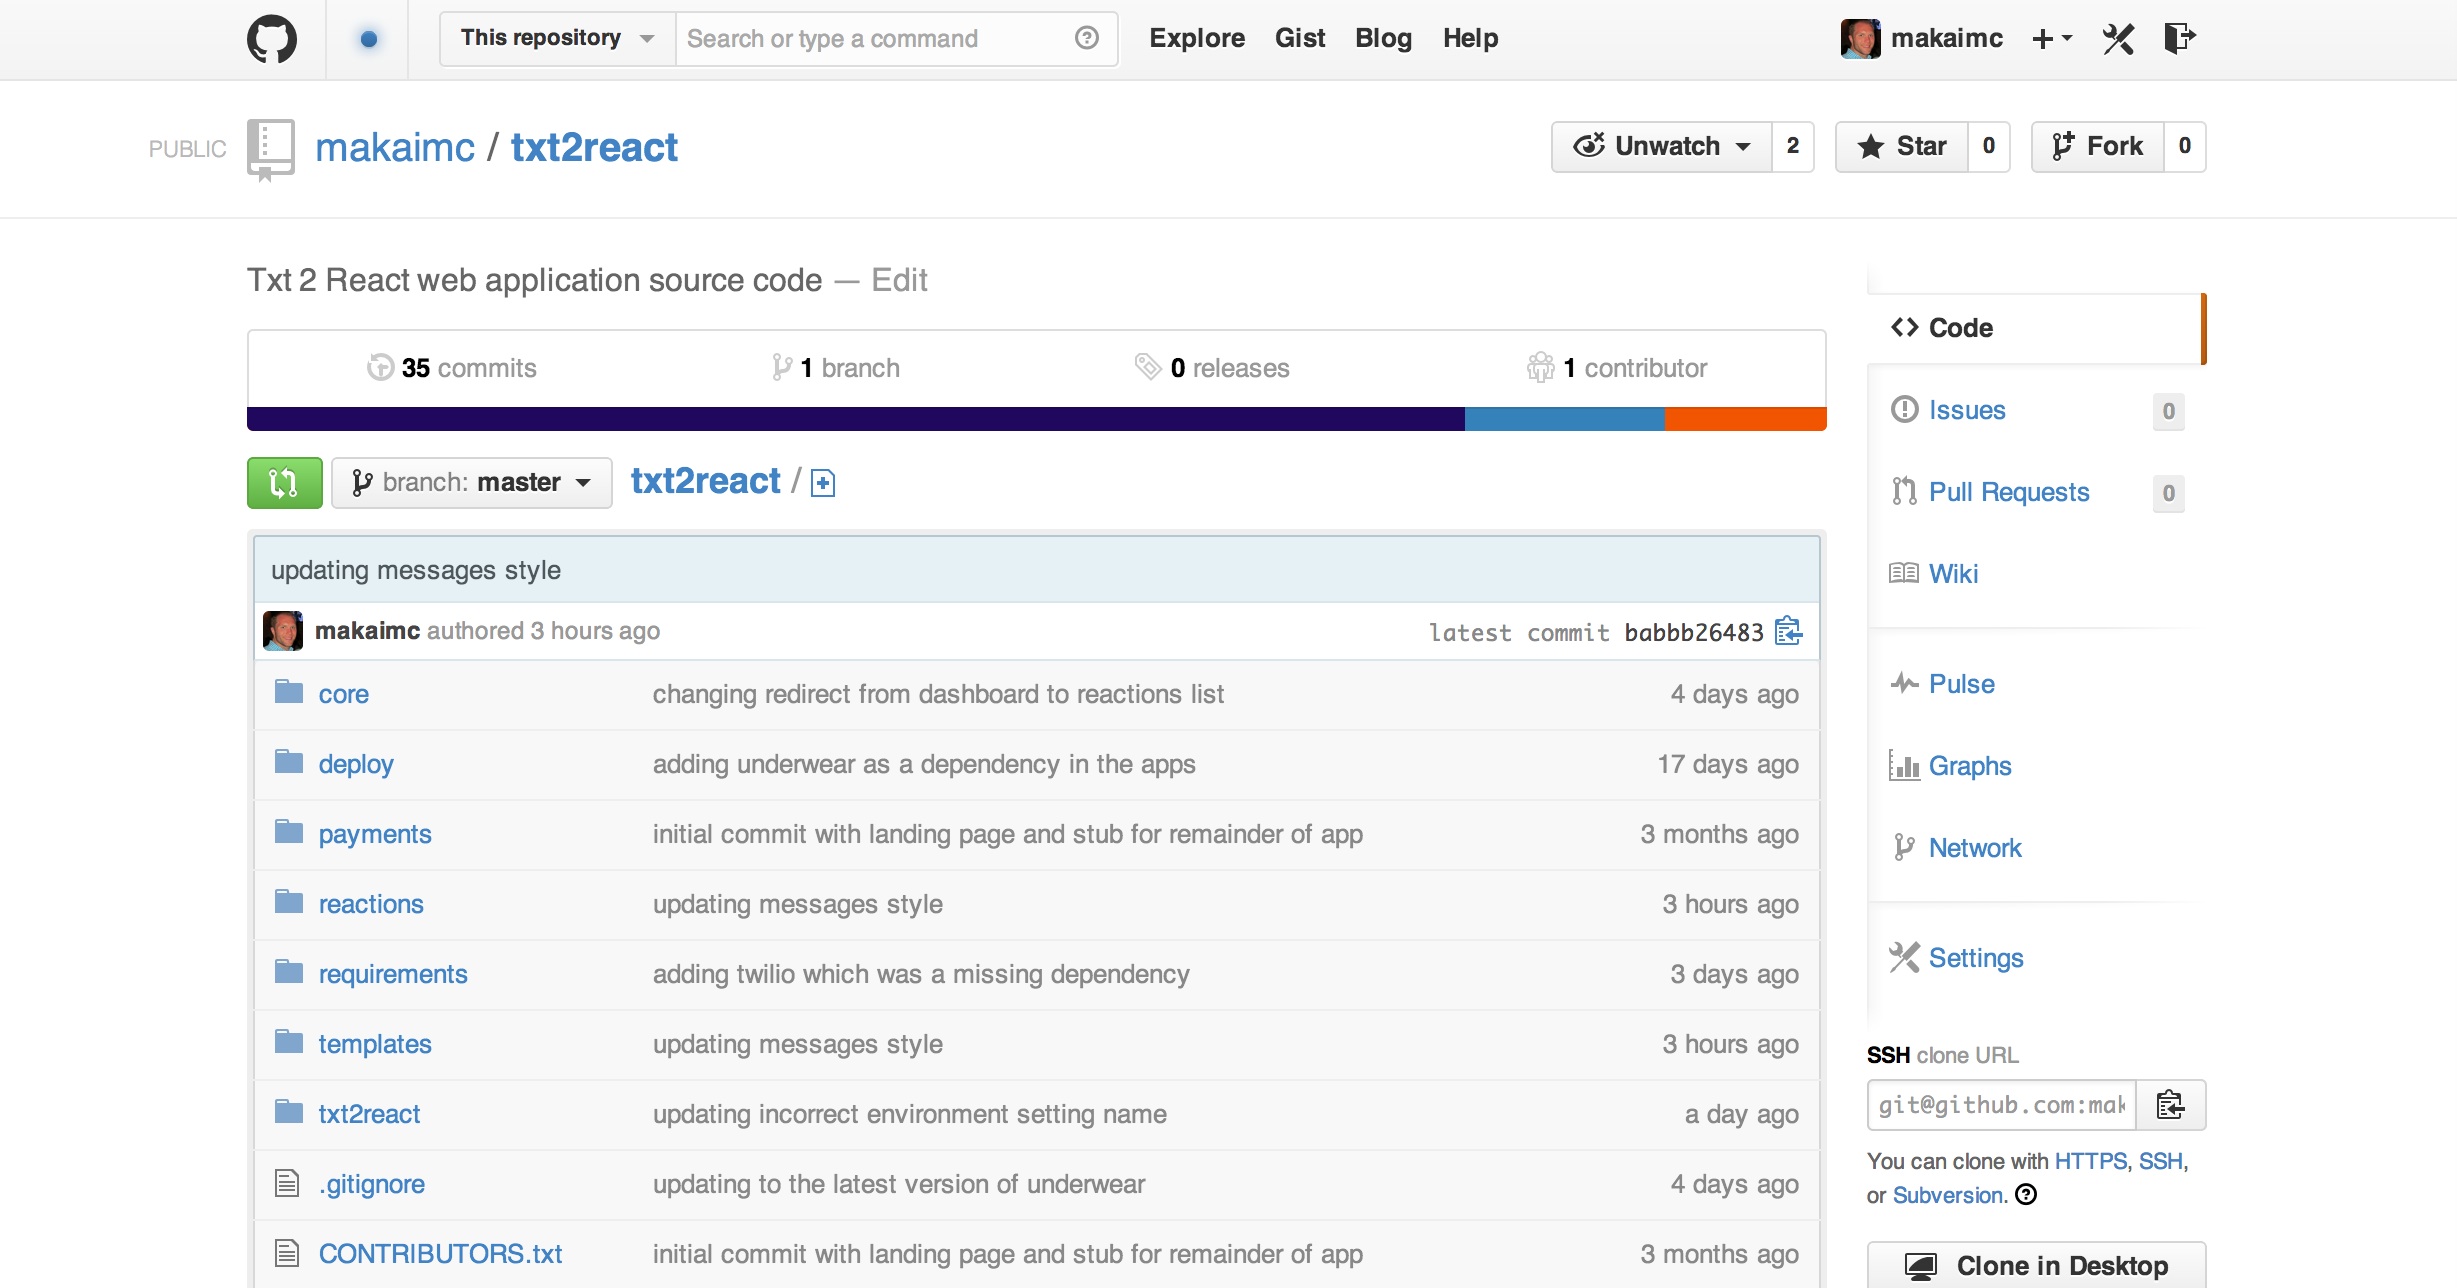 This repository Search or type a command Explore Gist Blog Help makaimc
PUBLIC makaimc / txt2react Unwatch 2 Star 0 Fork 0
Txt 2 React web application source code — Edit
35 commits 1 branch 0 releases 1 contributor
branch: master txt2react /
updating messages style
makaimc authored 3 hours ago latest commit babbb26483
core changing redirect from dashboard to reactions list 4 days ago
deploy adding underwear as a dependency in the apps 17 days ago
payments initial commit with landing page and stub for remainder of app 3 months ago
reactions updating messages style 3 hours ago
requirements adding twilio which was a missing dependency 3 days ago
templates updating messages style 3 hours ago
txt2react updating incorrect environment setting name a day ago
.gitignore updating to the latest version of underwear 4 days ago
CONTRIBUTORS.txt initial commit with landing page and stub for remainder of app 3 months ago
Code
Issues 0
Pull Requests 0
Wiki
Pulse
Graphs
Network
Settings
SSH clone URL
git@github.com:mak
You can clone with HTTPS, SSH,
or Subversion.
Clone in Desktop